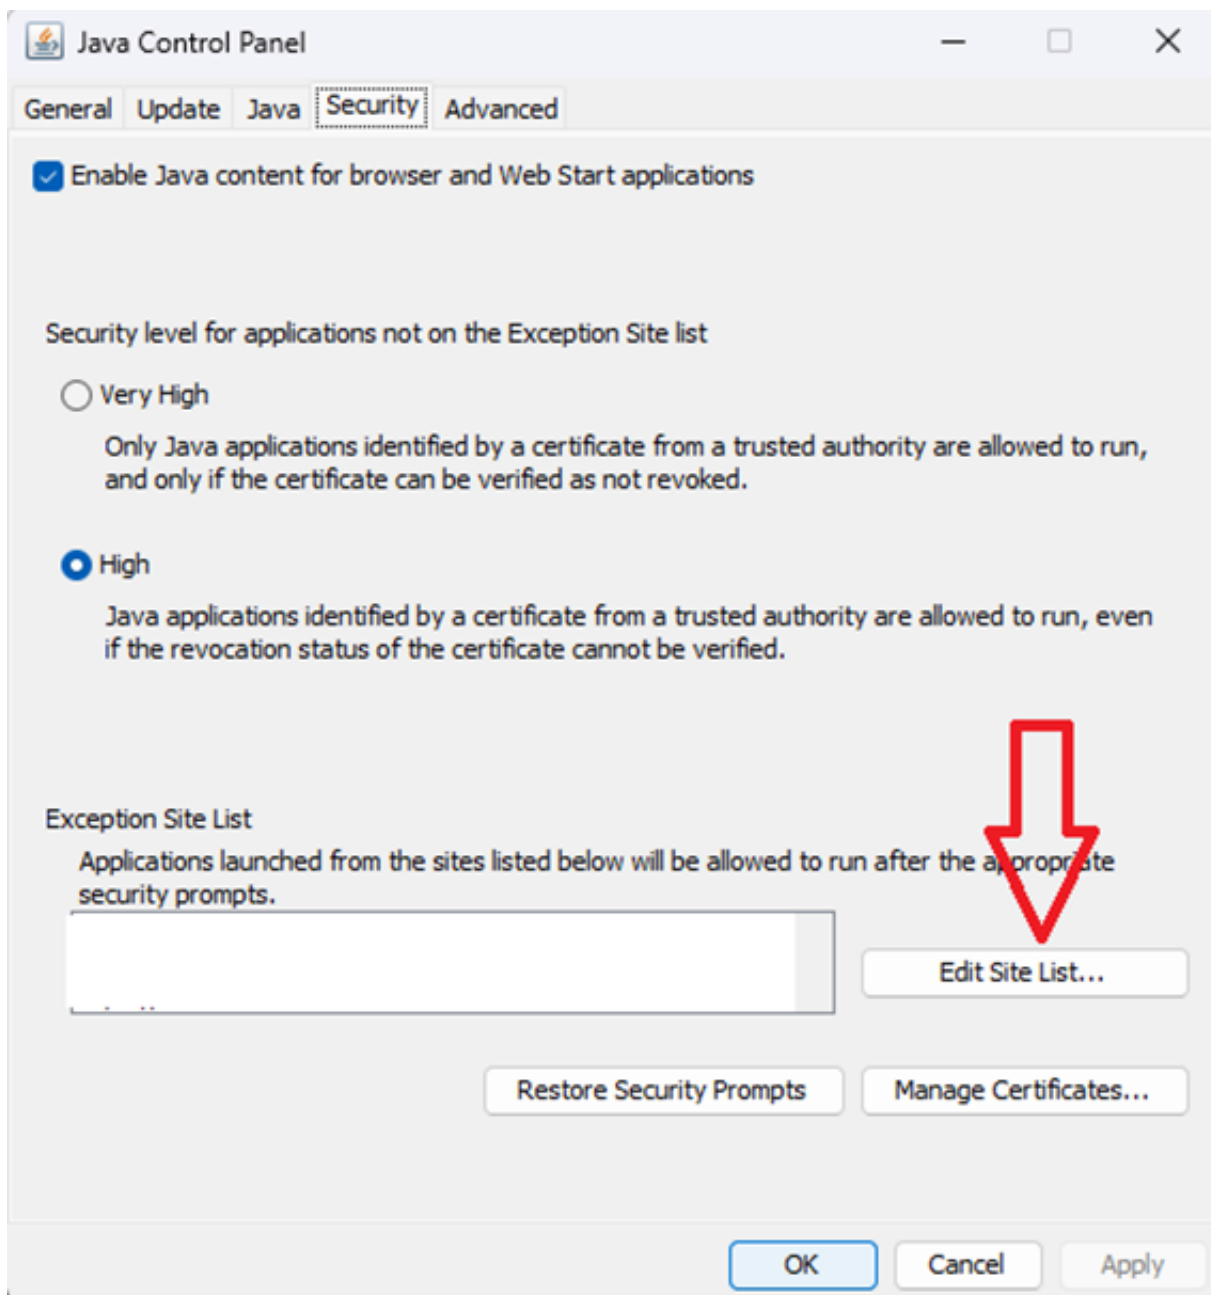 Java Control Panel
General Update Java Security Advanced
Enable Java content for browser and Web Start applications
Security level for applications not on the Exception Site list
Very High
Only Java applications identified by a certificate from a trusted authority are allowed to run,
and only if the certificate can be verified as not revoked.
High
Java applications identified by a certificate from a trusted authority are allowed to run, even
if the revocation status of the certificate cannot be verified.
Exception Site List
Applications launched from the sites listed below will be allowed to run after the appropriate
security prompts.
Edit Site List...
Restore Security Prompts Manage Certificates...
OK Cancel Apply